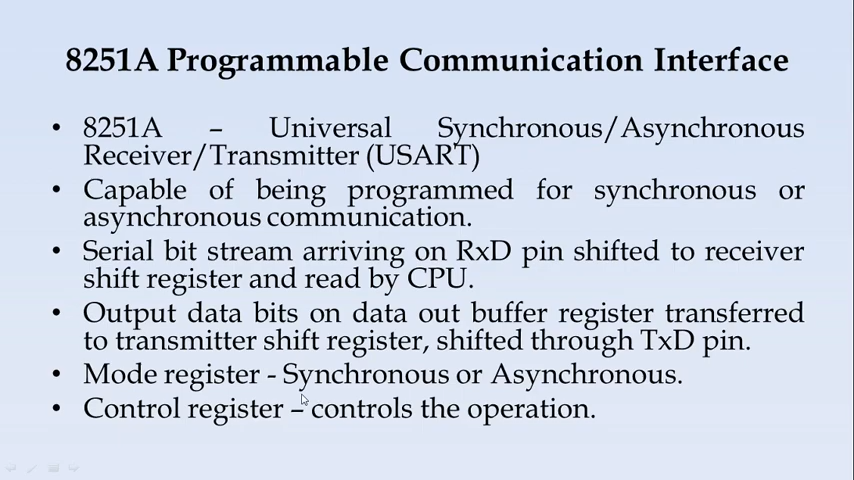 8251A Programmable Communication Interface
• 8251A – Universal Synchronous/Asynchronous
Receiver/Transmitter (USART)
• Capable of being programmed for synchronous or
asynchronous communication.
• Serial bit stream arriving on RxD pin shifted to receiver
shift register and read by CPU.
• Output data bits on data out buffer register transferred
to transmitter shift register, shifted through TxD pin.
• Mode register - Synchronous or Asynchronous.
• Control register – controls the operation.